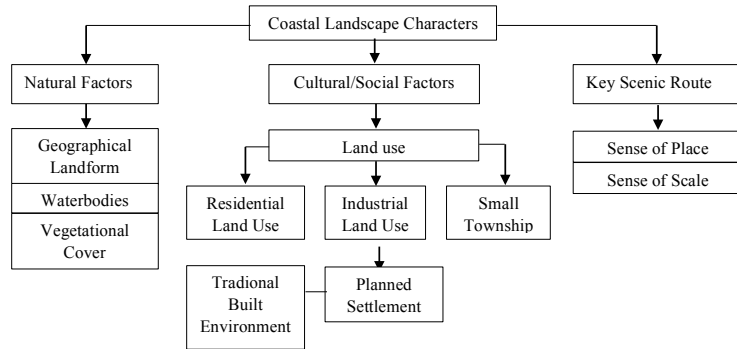 Coastal Landscape Characters
Natural Factors
Cultural/Social Factors
Key Scenic Route
Geographical
Landform
Waterbodies
Vegetational
Cover
Land use
Sense of Place
Sense of Scale
Residential
Land Use
Industrial
Land Use
Small
Township
Tradional
Built
Environment
Planned
Settlement